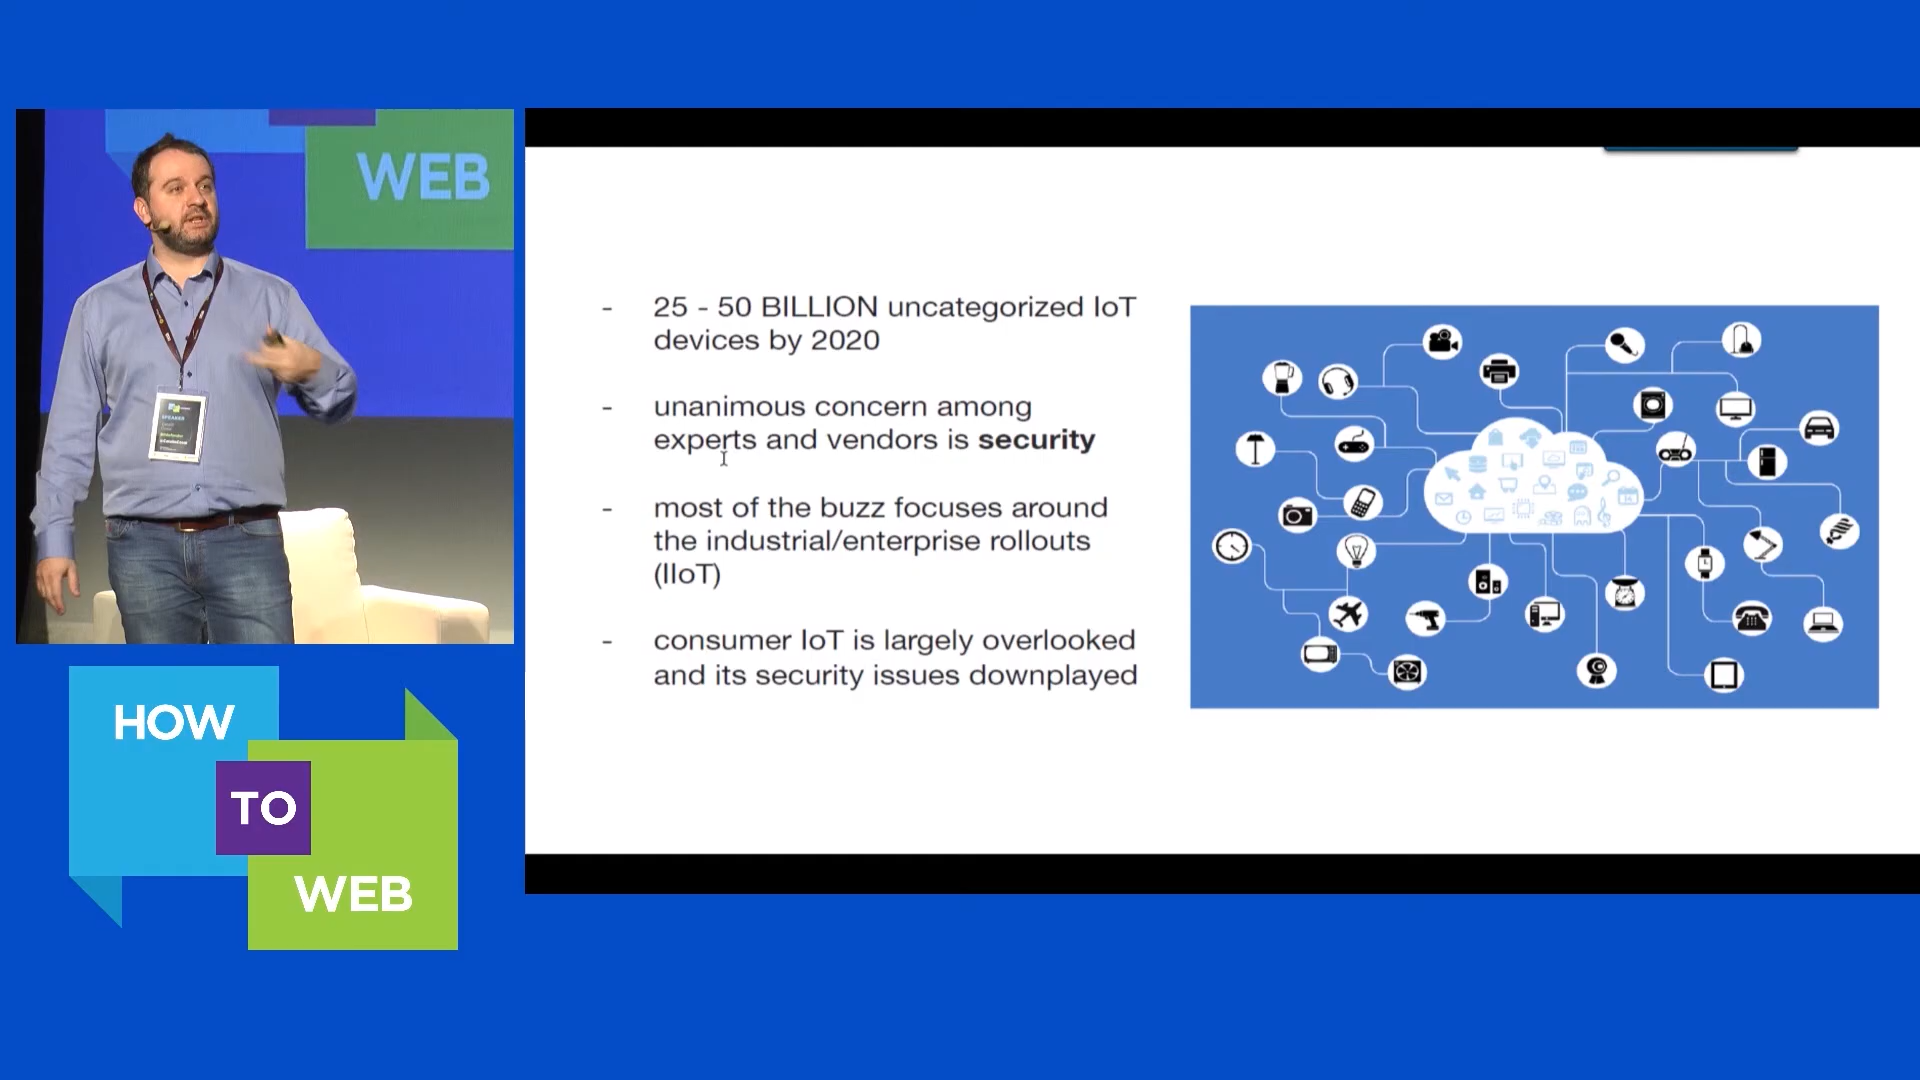 WEB
SPEAKER
HOW
TO
WEB
- 25 - 50 BILLION uncategorized IoT
devices by 2020
- unanimous concern among
experts and vendors is security
- most of the buzz focuses around
the industrial/enterprise rollouts
(IIoT)
- consumer IoT is largely overlooked
and its security issues downplayed